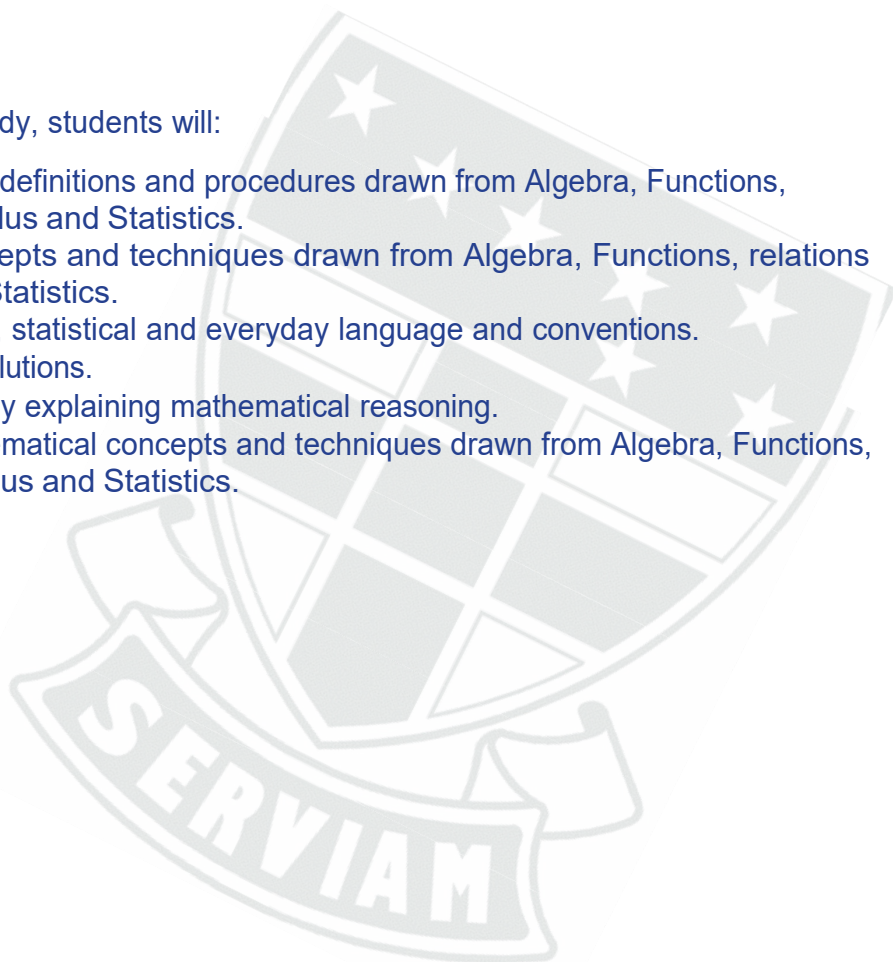 dy, students will:
definitions and procedures drawn from Algebra, Functions,
lus and Statistics.
epts and techniques drawn from Algebra, Functions, relations
Statistics.
, statistical and everyday language and conventions.
lutions.
y explaining mathematical reasoning.
ematical concepts and techniques drawn from Algebra, Functions,
us and Statistics.
SERVIAM